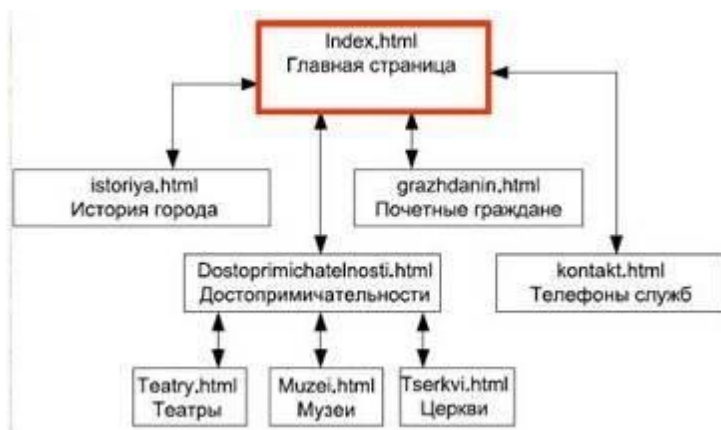 Index.html
Главная страница
istoriya.html
История города
grazhdanin.html
Почетные граждане
Dostoprimichatelnosti.html
Достопримичательности
kontakt.html
Телефоны служб
Teatry.html
Театры
Muzei.html
Музеи
Tserkvi.html
Церкви